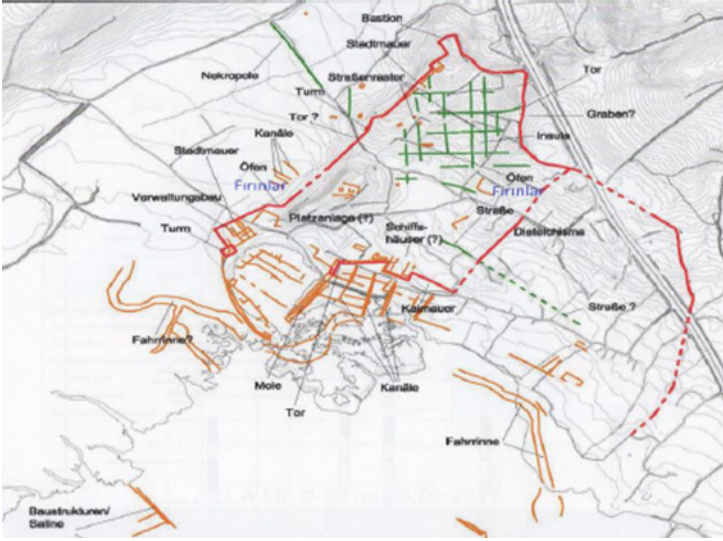 Bastion
Stadtmauer
Nekropole
Straßenraster
Tor
Turm
Graben?
Tor ?
Kanäle
Insula
Stadtmauer
Öfen
Fırınlar
Öfen
Fırınlar
Verwaltungsbau
Straße
Platzanlage (?)
Turm
Schiffs-
häuser (?)
Diateichisma
Kaimauer
Straße ?
Fahrrinne?
Mole
Kanäle
Tor
Fahrrinne
Baustrukturen/
Saline